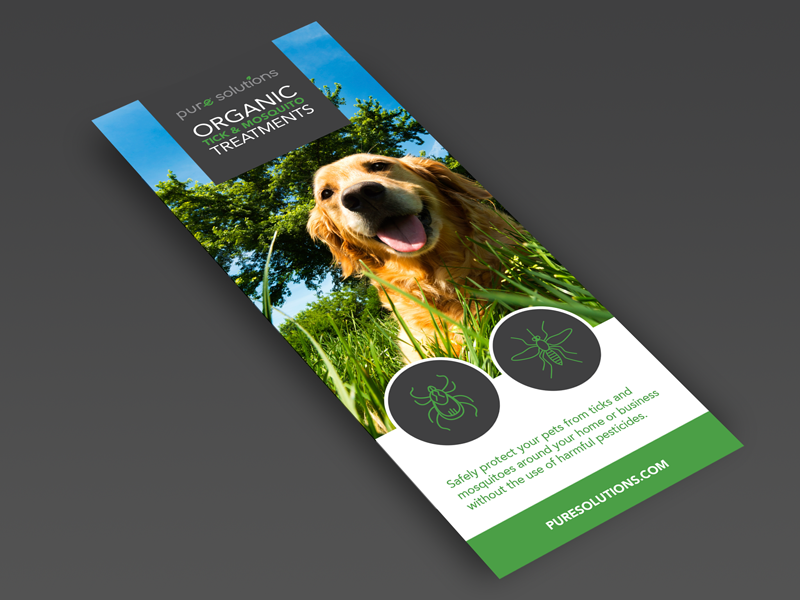 pure solutions
ORGANIC
TICK & MOSQUITO
TREATMENTS
Safely protect your pets from ticks and
mosquitoes around your home or business
without the use of harmful pesticides.
PURESOLUTIONS.COM